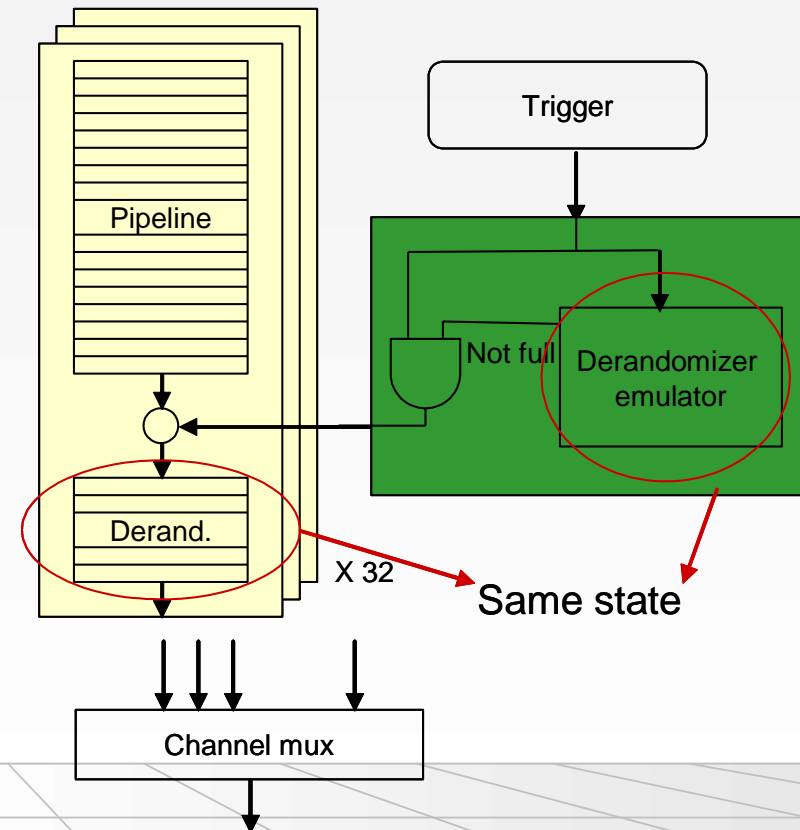 Trigger
Pipeline
Not full
Derandomizer
emulator
Derand.
X 32
Same state
Channel mux